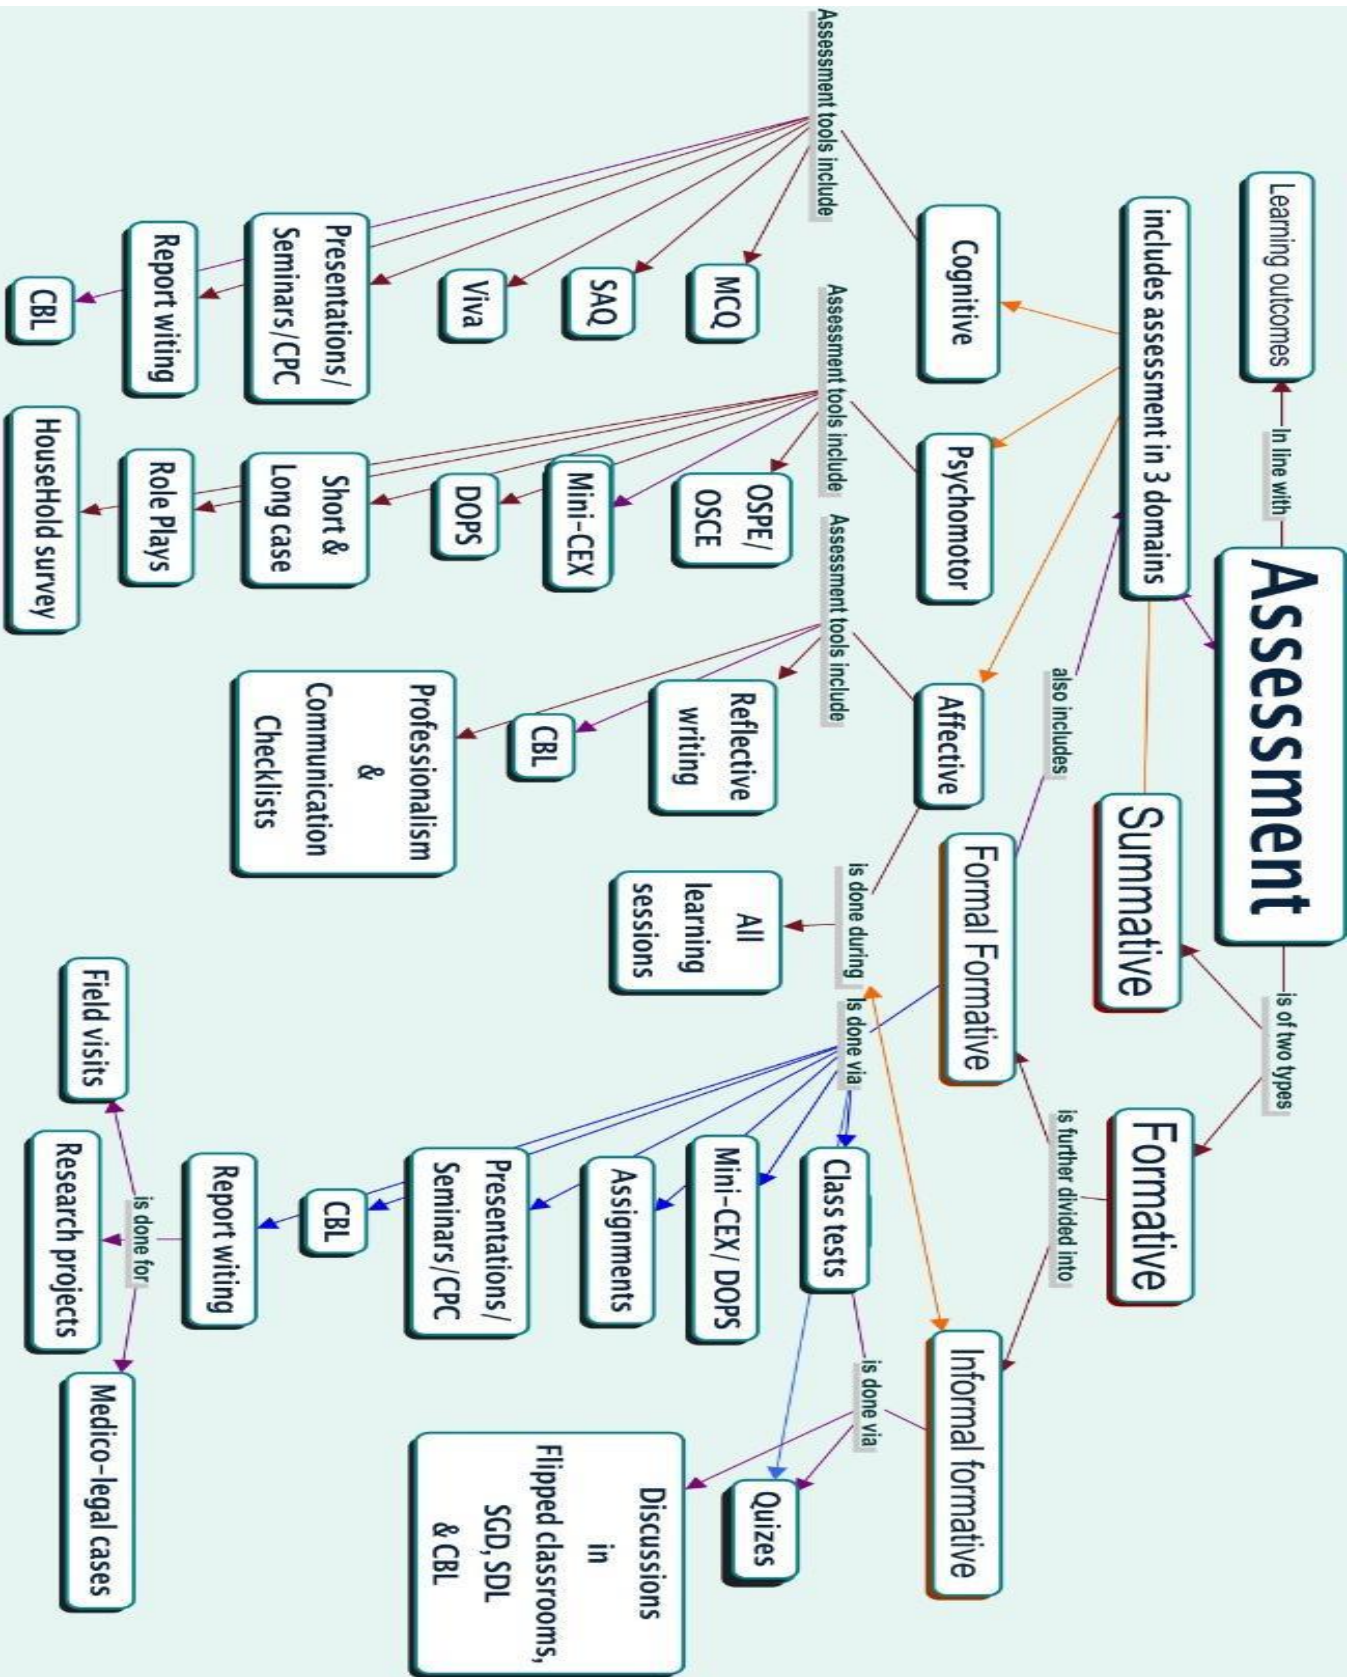 Assessment
In line with
Learning outcomes
is of two types
Summative
Formative
includes assessment in 3 domains
also includes
is further divided into
Cognitive
Psychomotor
Affective
Formal Formative
Informal formative
Assessment tools include
Assessment tools include
Assessment tools include
is done during
Is done via
is done via
MCQ
SAQ
Viva
Presentations/
Seminars/CPC
Report witing
CBL
OSPE/
OSCE
Mini-CEX
DOPS
Short &
Long case
Role Plays
HouseHold survey
Reflective
writing
CBL
Professionalism
&
Communication
Checklists
All
learning
sessions
Class tests
Mini-CEX/ DOPS
Assignments
Presentations/
Seminars/CPC
CBL
Report witing
is done for
Field visits
Research projects
Medico-legal cases
Quizes
Discussions
in
Flipped classrooms,
SGD, SDL
& CBL